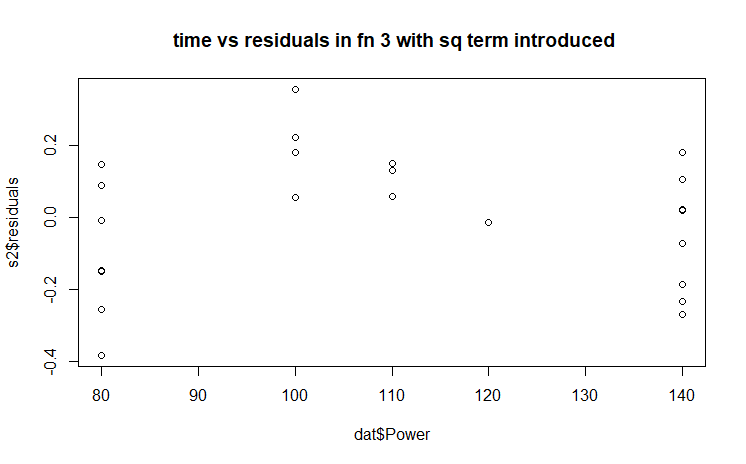 time vs residuals in fn 3 with sq term introduced
s2$residuals
0.2
0.0
-0.2
-0.4
80 90 100 110 120 130 140
dat$Power